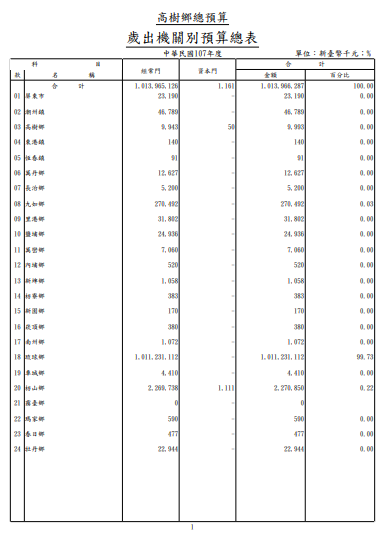 高樹鄉總預算
歲出機關別預算總表
中華民國107年度 單位：新臺幣千元；%
科 目 經常門 資本門 合 計
款 名 稱 金額 百分比
合 計 1,013,965,126 1,161 1,013,966,287 100.00
01 屏東市 23,190 - 23,190 0.00
02 潮州鎮 46,789 - 46,789 0.00
03 高樹鄉 9,943 50 9,993 0.00
04 東港鎮 140 - 140 0.00
05 恒春鎮 91 - 91 0.00
06 萬丹鄉 12,627 - 12,627 0.00
07 長治鄉 5,200 - 5,200 0.00
08 九如鄉 270,492 - 270,492 0.03
09 里港鄉 31,802 - 31,802 0.00
10 鹽埔鄉 24,936 - 24,936 0.00
11 萬巒鄉 7,060 - 7,060 0.00
12 內埔鄉 520 - 520 0.00
13 新埤鄉 1,058 - 1,058 0.00
14 枋寮鄉 383 - 383 0.00
15 新園鄉 170 - 170 0.00
16 崁頂鄉 380 - 380 0.00
17 南州鄉 1,072 - 1,072 0.00
18 琉球鄉 1,011,231,112 - 1,011,231,112 99.73
19 車城鄉 4,410 - 4,410 0.00
20 枋山鄉 2,269,738 1,111 2,270,850 0.22
21 霧臺鄉 0 - 0 -
22 瑪家鄉 590 - 590 0.00
23 春日鄉 477 - 477 0.00
24 牡丹鄉 22,944 - 22,944 0.00
1